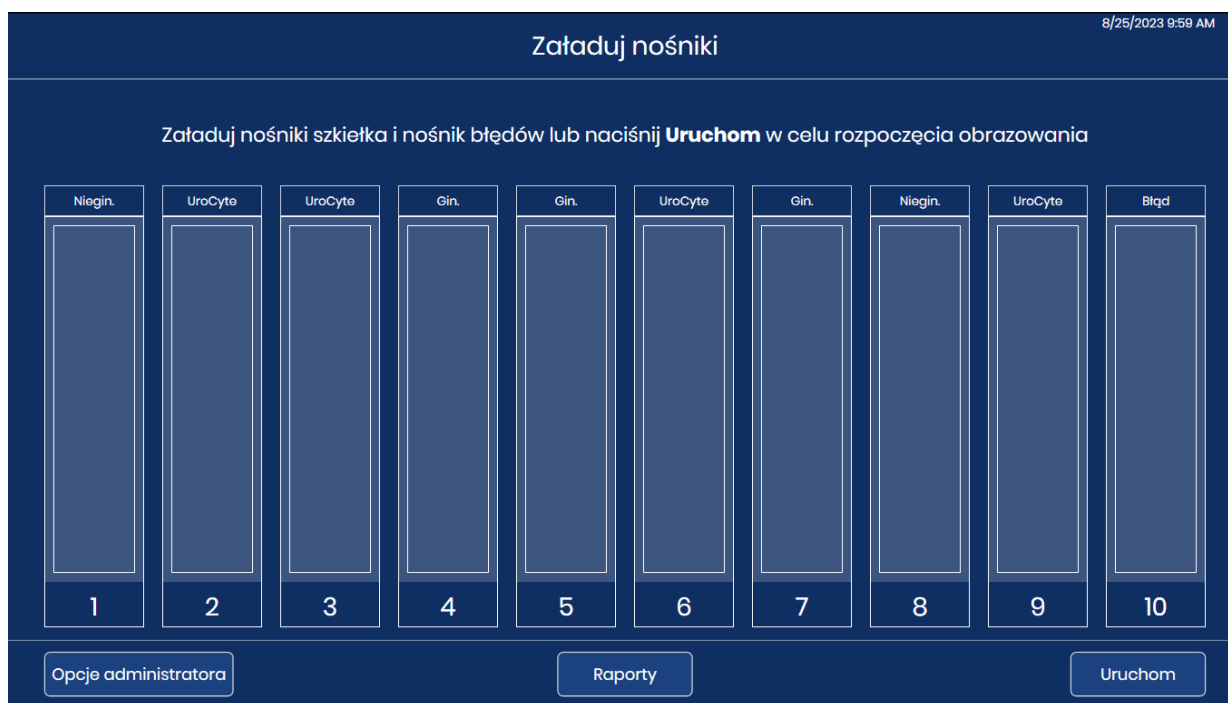 8/25/2023 9:59 AM
Załaduj nośniki
Załaduj nośniki szkiełka i nośnik błędów lub naciśnij Uruchom w celu rozpoczęcia obrazowania
Niegin. UroCyte UroCyte Gin. Gin. UroCyte Gin. Niegin. UroCyte Błąd
1 2 3 4 5 6 7 8 9 10
Opcje administratora Raporty Uruchom